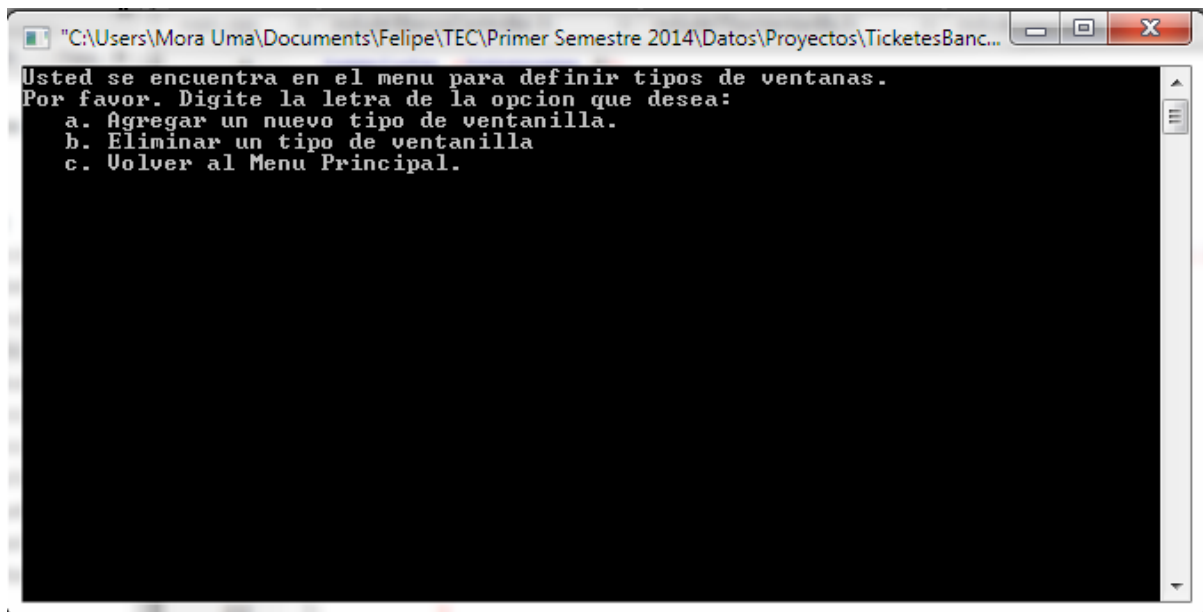 "C:\Users\Mora Uma\Documents\Felipe\TEC\Primer Semestre 2014\Datos\Proyectos\TicketesBanc...
Usted se encuentra en el menu para definir tipos de ventanas.
Por favor. Digite la letra de la opcion que desea:
a. Agregar un nuevo tipo de ventanilla.
b. Eliminar un tipo de ventanilla
c. Volver al Menu Principal.